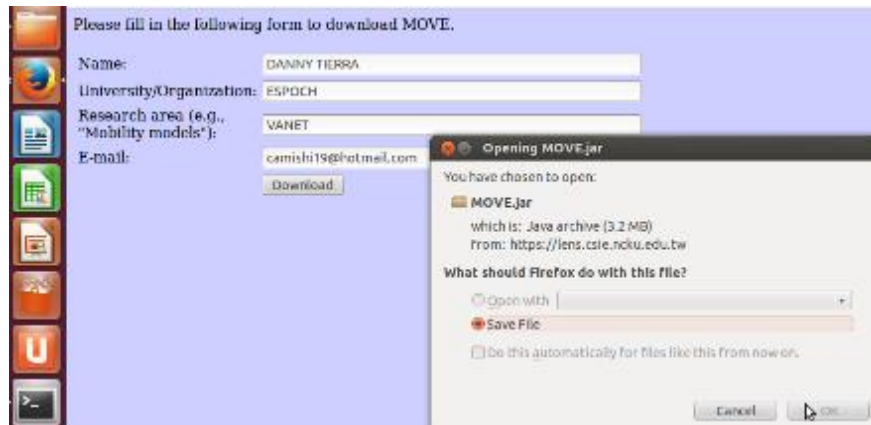 Please fill in the following form to download MOVE.
Name:
DANNY TIERRA
University/Organization:
ESPOCH
Research area (e.g.,
"Mobility models"):
VANET
E-mail:
camishi19@hotmail.com
Download
Opening MOVE.jar
You have chosen to open:
MOVE.jar
which is: Java archive (3.2 MB)
from: https://lens.csie.ncku.edu.tw
What should Firefox do with this file?
Open with
Save File
Do this automatically for files like this from now on.
Cancel
OK